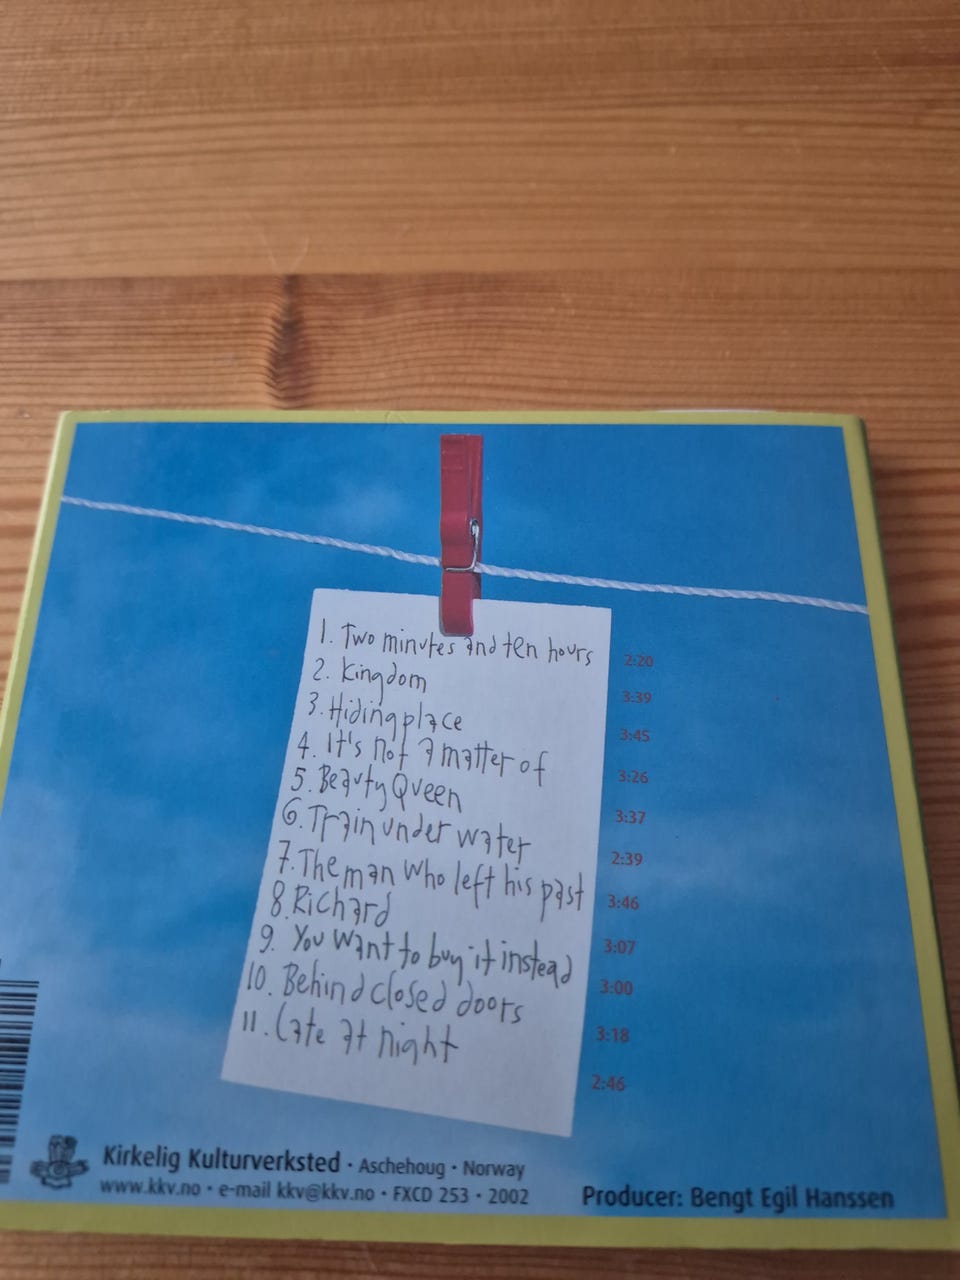 1. Two minutes and ten hours 2:20
2. Kingdom 3:39
3. Hiding place 3:45
4. It's not a matter of 3:26
5. Beauty Queen 3:37
6. Train under water 2:39
7. The man who left his past 3:46
8. Richard 3:07
9. You want to buy it instead 3:00
10. Behind closed doors 3:18
11. Late at night 2:46
Kirkelig Kulturverksted · Aschehoug · Norway
www.kkv.no · e-mail kkv@kkv.no · FXCD 253 · 2002
Producer: Bengt Egil Hanssen